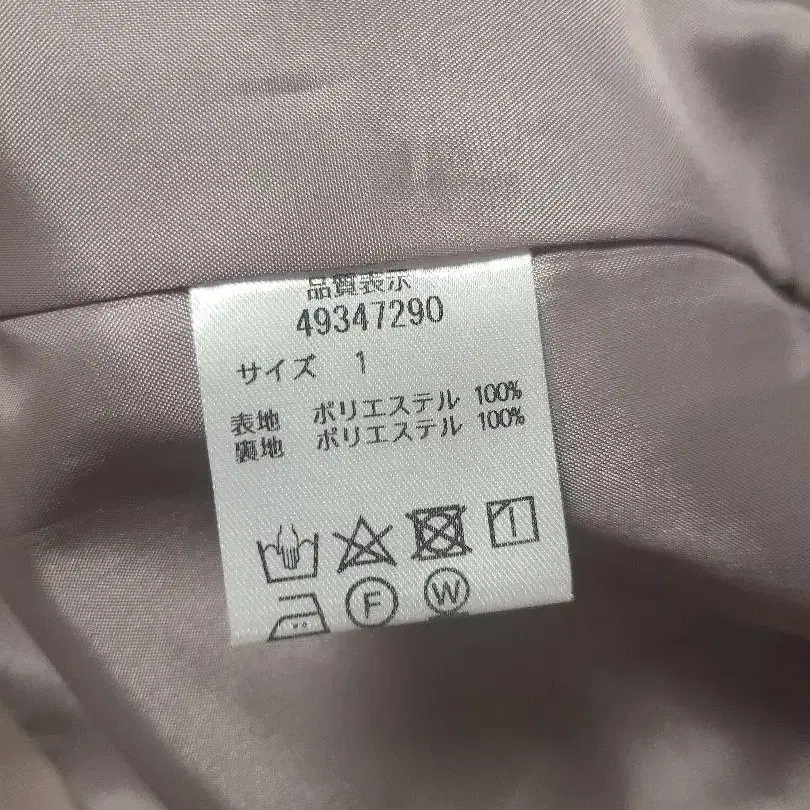 品質表示
49347290
サイズ 1
表地 ポリエステル 100%
裏地 ポリエステル 100%
F W